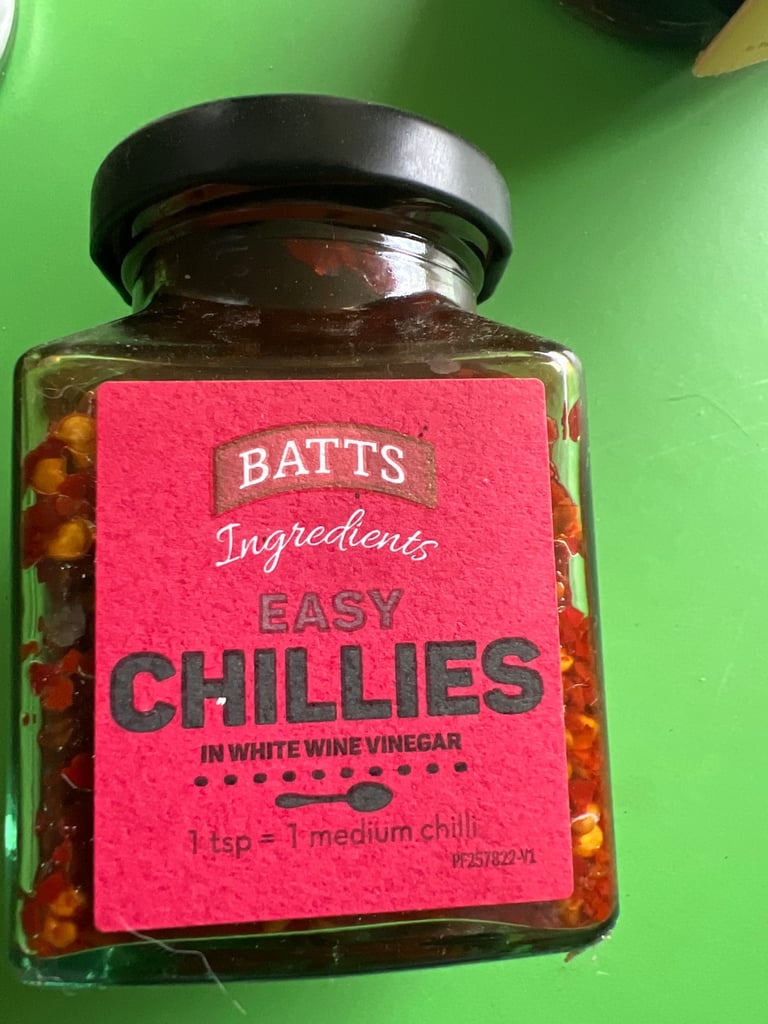 BATTS
Ingredients
EASY
CHILLIES
IN WHITE WINE VINEGAR
1 tsp = 1 medium chilli
PF257822-V1